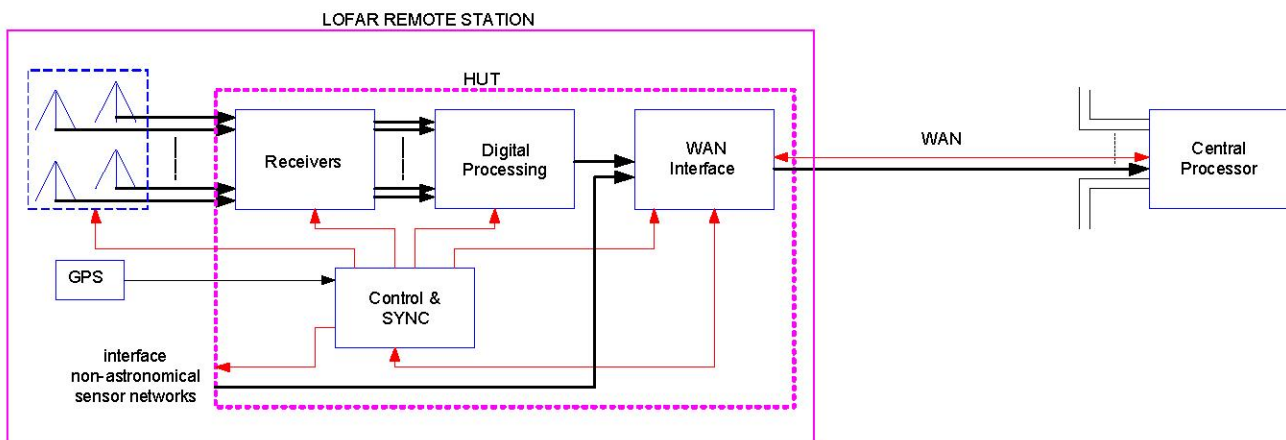 LOFAR REMOTE STATION
HUT
Receivers
Digital
Processing
WAN
Interface
WAN
Central
Processor
GPS
Control &
SYNC
interface
non-astronomical
sensor networks